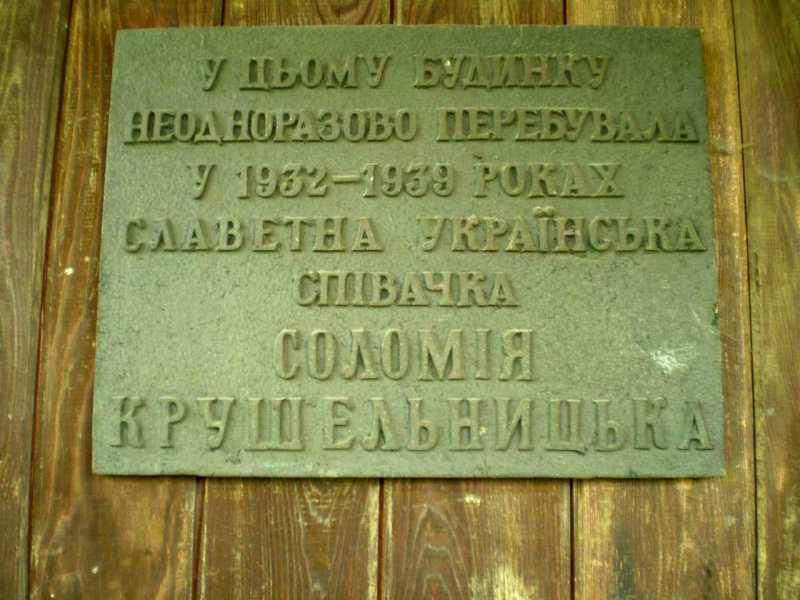 У ЦЬОМУ БУДИНКУ
НЕОДНОРАЗОВО ПЕРЕБУВАЛА
У 1932–1939 РОКАХ
СЛАВЕТНА УКРАЇНСЬКА
СПІВАЧКА
СОЛОМІЯ
КРУШЕЛЬНИЦЬКА